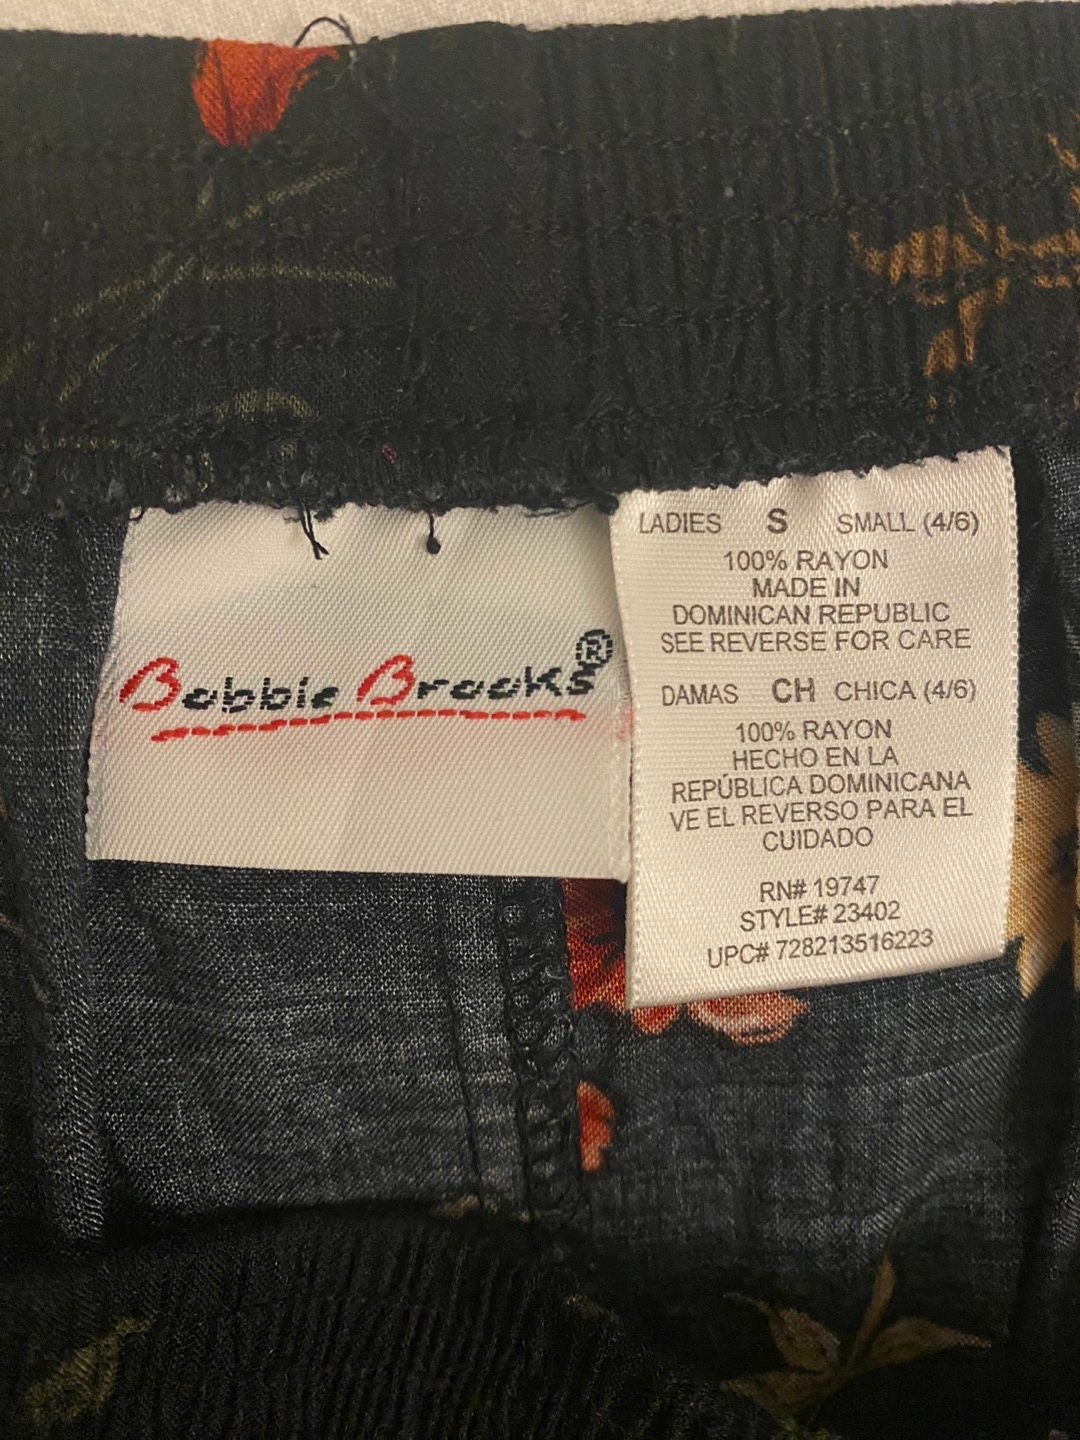 Bobbie Brooks®
LADIES S SMALL (4/6)
100% RAYON
MADE IN
DOMINICAN REPUBLIC
SEE REVERSE FOR CARE
DAMAS CH CHICA (4/6)
100% RAYON
HECHO EN LA
REPÚBLICA DOMINICANA
VE EL REVERSO PARA EL
CUIDADO
RN# 19747
STYLE# 23402
UPC# 728213516223